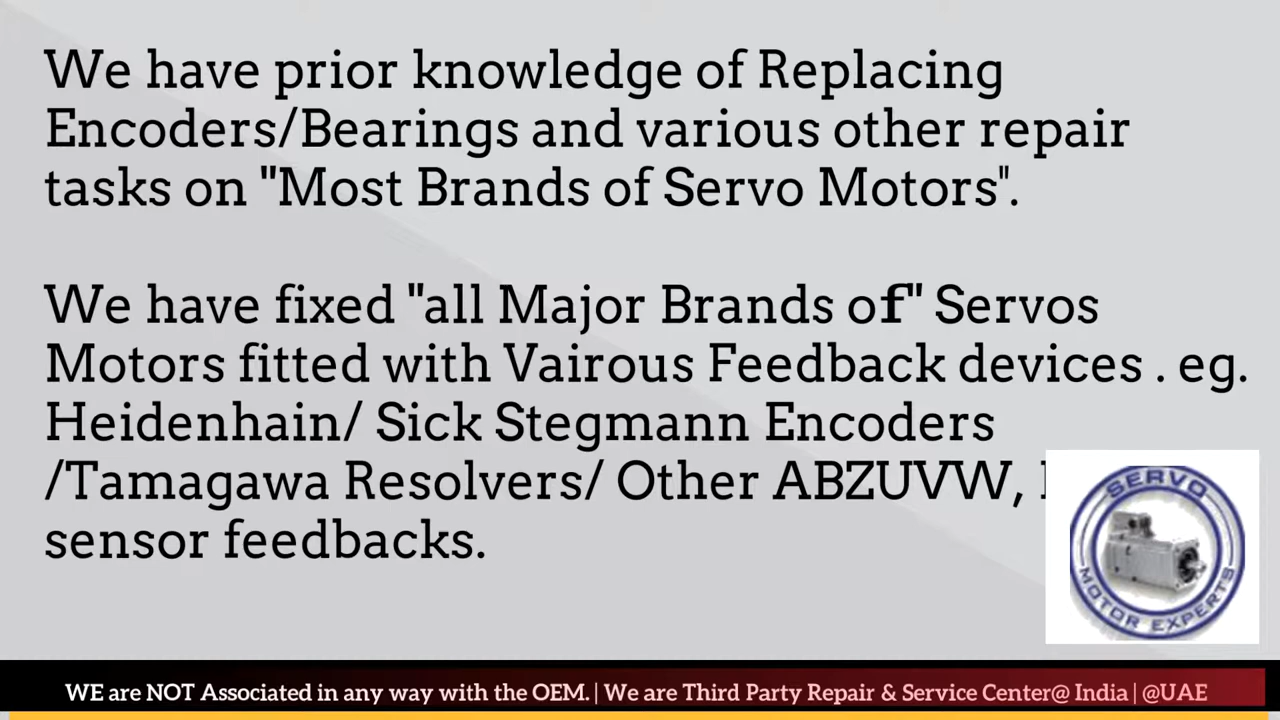 We have prior knowledge of Replacing
Encoders/Bearings and various other repair
tasks on "Most Brands of Servo Motors".
We have fixed "all Major Brands of" Servos
Motors fitted with Vairous Feedback devices . eg.
Heidenhain/ Sick Stegmann Encoders
/Tamagawa Resolvers/ Other ABZUVW,
sensor feedbacks.
SERVO
MOTOR EXPERTS
WE are NOT Associated in any way with the OEM. | We are Third Party Repair & Service Center@ India | @UAE